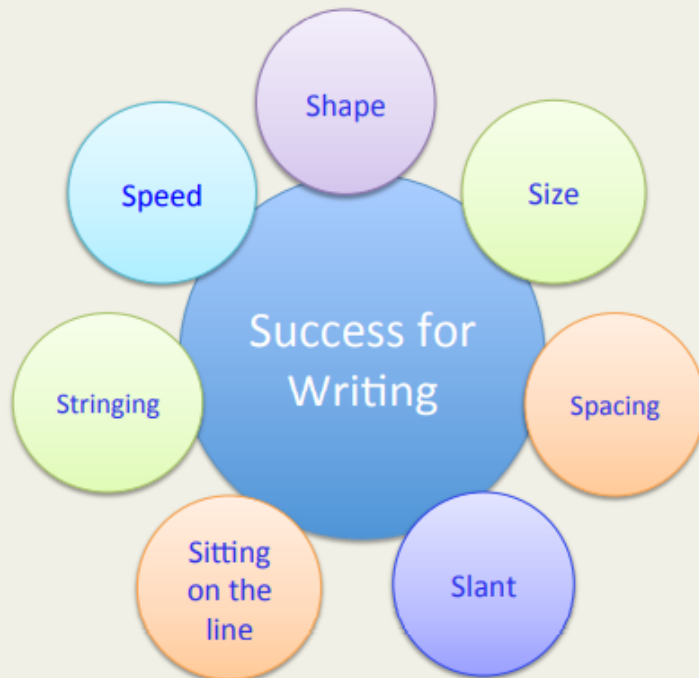 Shape
Size
Spacing
Slant
Sitting
on the
line
Stringing
Speed
Success for
Writing